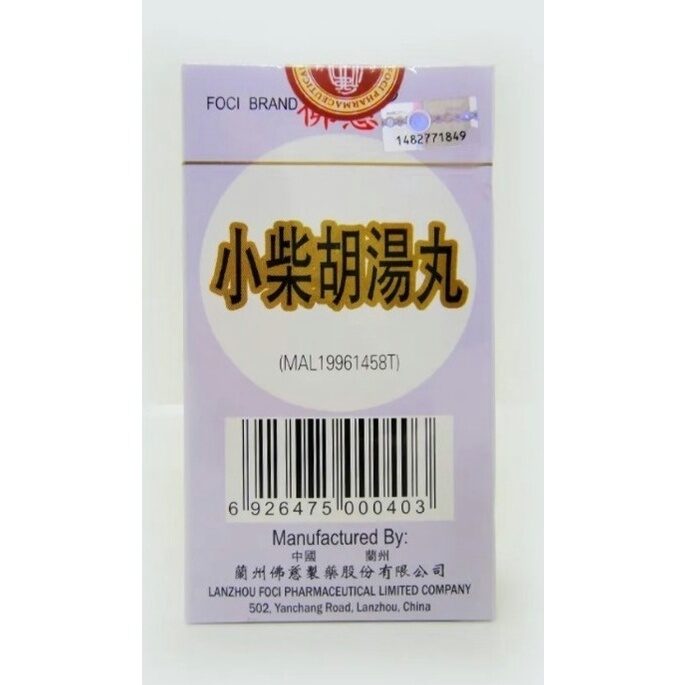 FOCI PHARMACEUTICAL
FOCI BRAND
1482771849
小柴胡湯丸
(MAL19961458T)
6 926475 000403
Manufactured By:
中國 蘭州
蘭州佛慈製藥股份有限公司
LANZHOU FOCI PHARMACEUTICAL LIMITED COMPANY
502, Yanchang Road, Lanzhou, China